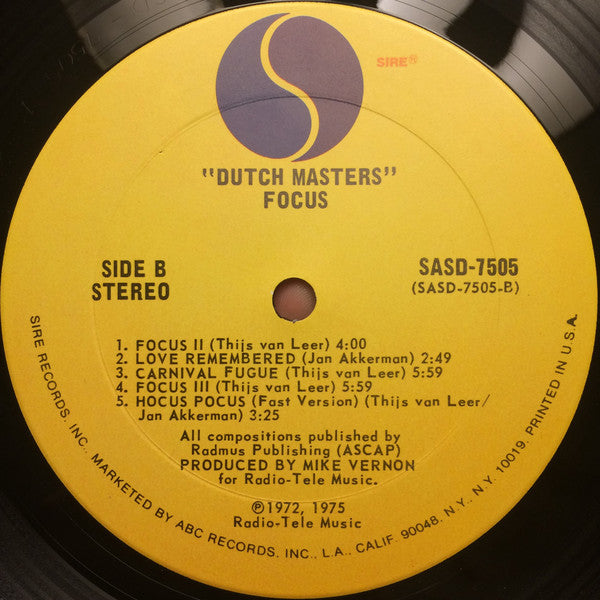 SIRE®
"DUTCH MASTERS"
FOCUS
SIDE B
STEREO
SASD-7505
(SASD-7505-B)
1. FOCUS II (Thijs van Leer) 4:00
2. LOVE REMEMBERED (Jan Akkerman) 2:49
3. CARNIVAL FUGUE (Thijs van Leer) 5:59
4. FOCUS III (Thijs van Leer) 5:59
5. HOCUS POCUS (Fast Version) (Thijs van Leer/
Jan Akkerman) 3:25
All compositions published by
Radmus Publishing (ASCAP)
PRODUCED BY MIKE VERNON
for Radio-Tele Music.
℗1972, 1975
Radio-Tele Music
SIRE RECORDS, INC. MARKETED BY ABC RECORDS, INC., L.A., CALIF. 90048. N.Y., N.Y. 10019. PRINTED IN U.S.A.